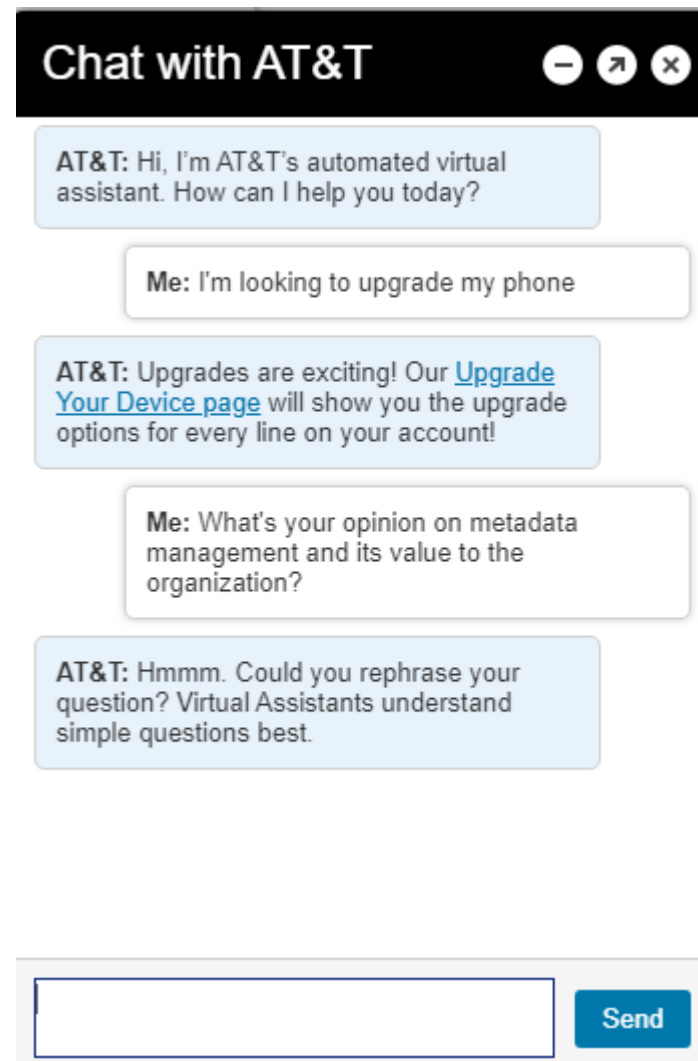 Chat with AT&T
AT&T: Hi, I’m AT&T’s automated virtual
assistant. How can I help you today?
Me: I'm looking to upgrade my phone
AT&T: Upgrades are exciting! Our Upgrade
Your Device page will show you the upgrade
options for every line on your account!
Me: What's your opinion on metadata
management and its value to the
organization?
AT&T: Hmmm. Could you rephrase your
question? Virtual Assistants understand
simple questions best.
Send